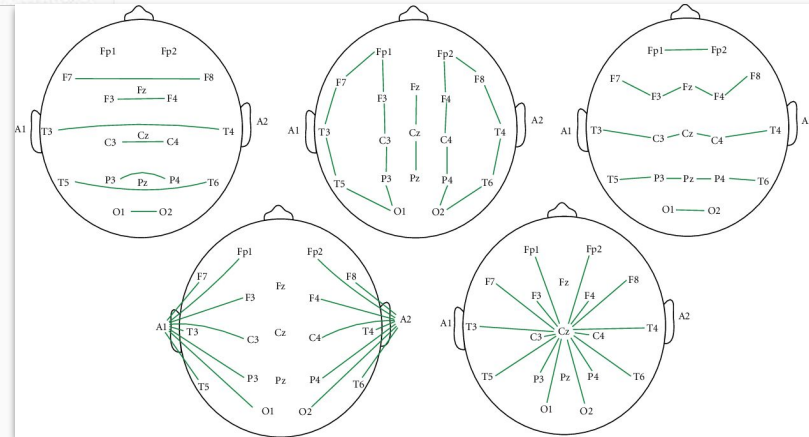 Fp1 Fp2
F7 F8
Fz
F3 F4
A1 T3 T4 A2
Cz
C3 C4
P3 P4
T5 Pz T6
O1 O2
Fp1 Fp2
F7 Fz F8
F3 F4
A1 T3 Cz T4 A2
C3 C4
T5 P3 Pz P4 T6
O1 O2
Fp1 Fp2
F7 Fz F8
F3 F4
A1 T3 Cz T4 A
C3 C4
T5 P3 Pz P4 T6
O1 O2
Fp1 Fp2
F7 Fz F8
F3 F4
A1 T3 Cz T4 A2
C3 C4
T5 P3 Pz P4 T6
O1 O2
Fp1 Fp2
F7 Fz F8
F3 F4
A1 T3 Cz T4 A2
C3 C4
T5 P3 Pz P4 T6
O1 O2